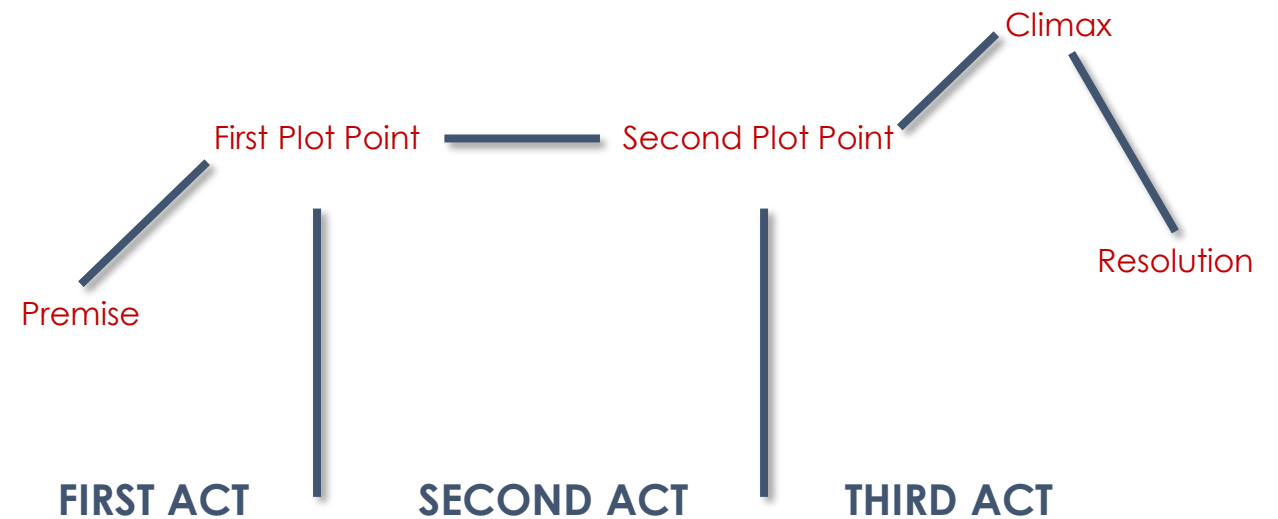 Climax
First Plot Point
Second Plot Point
Resolution
Premise
FIRST ACT
SECOND ACT
THIRD ACT